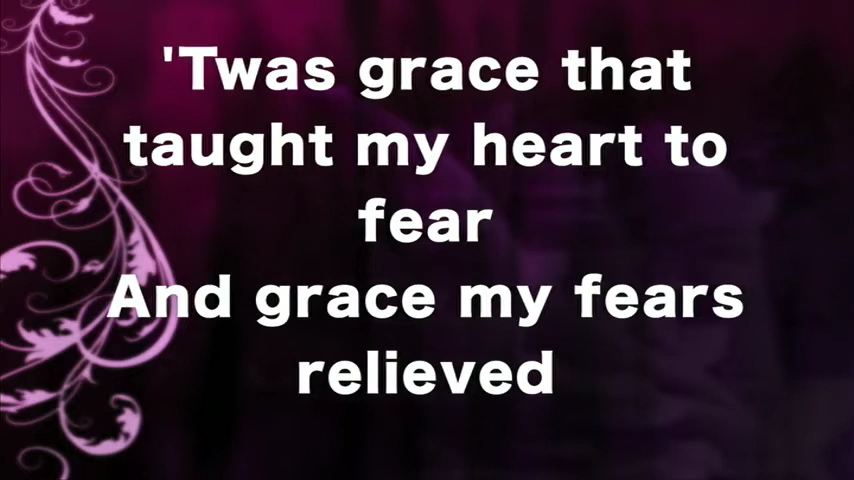 'Twas grace that
taught my heart to
fear
And grace my fears
relieved